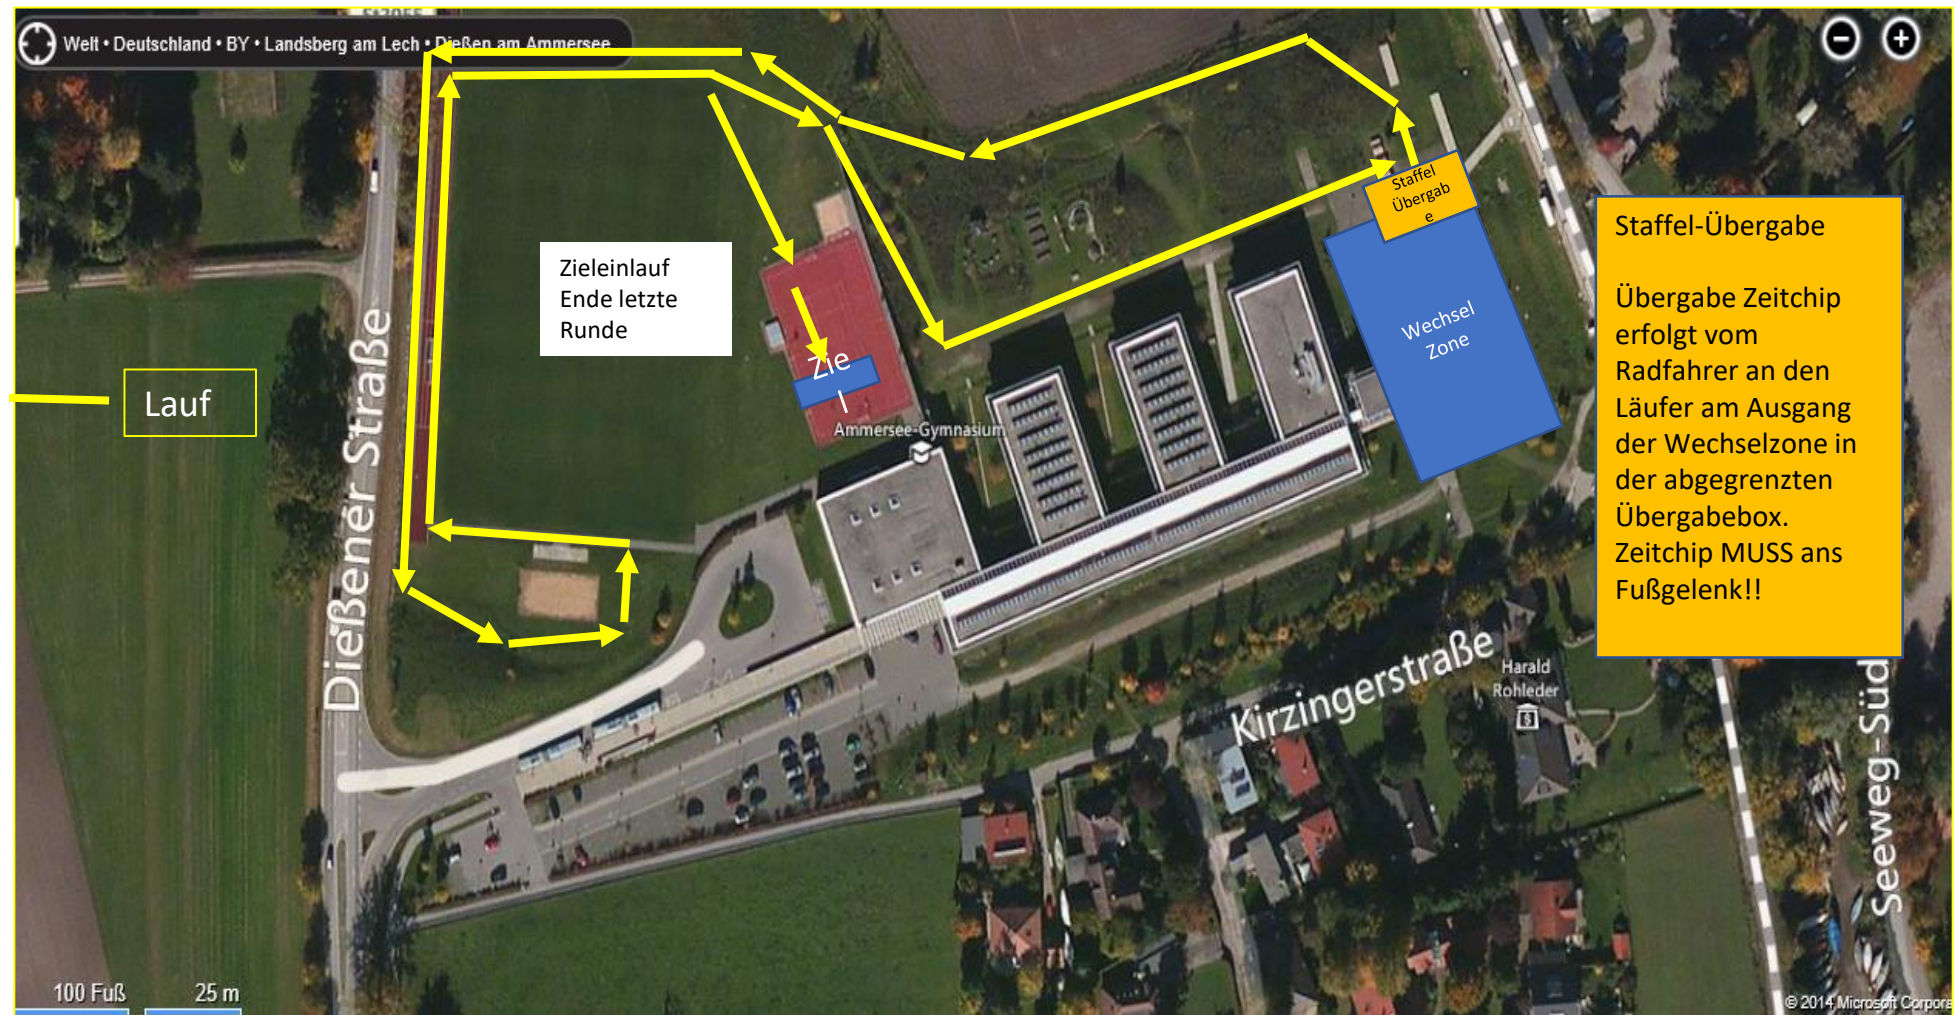 Welt • Deutschland • BY • Landsberg am Lech • Dießen am Ammersee
Staffel
Übergab
e
Staffel-Übergabe
Übergabe Zeitchip
erfolgt vom
Radfahrer an den
Läufer am Ausgang
der Wechselzone in
der abgegrenzten
Übergabebox.
Zeitchip MUSS ans
Fußgelenk!!
Zieleinlauf
Ende letzte
Runde
Wechsel
Zone
Zie
l
Lauf
Ammersee-Gymnasium
Dießener Straße
Kirzingerstraße
Harald
Rohleder
Seeweg-Süd
100 Fuß
25 m
© 2014 Microsoft Corpora